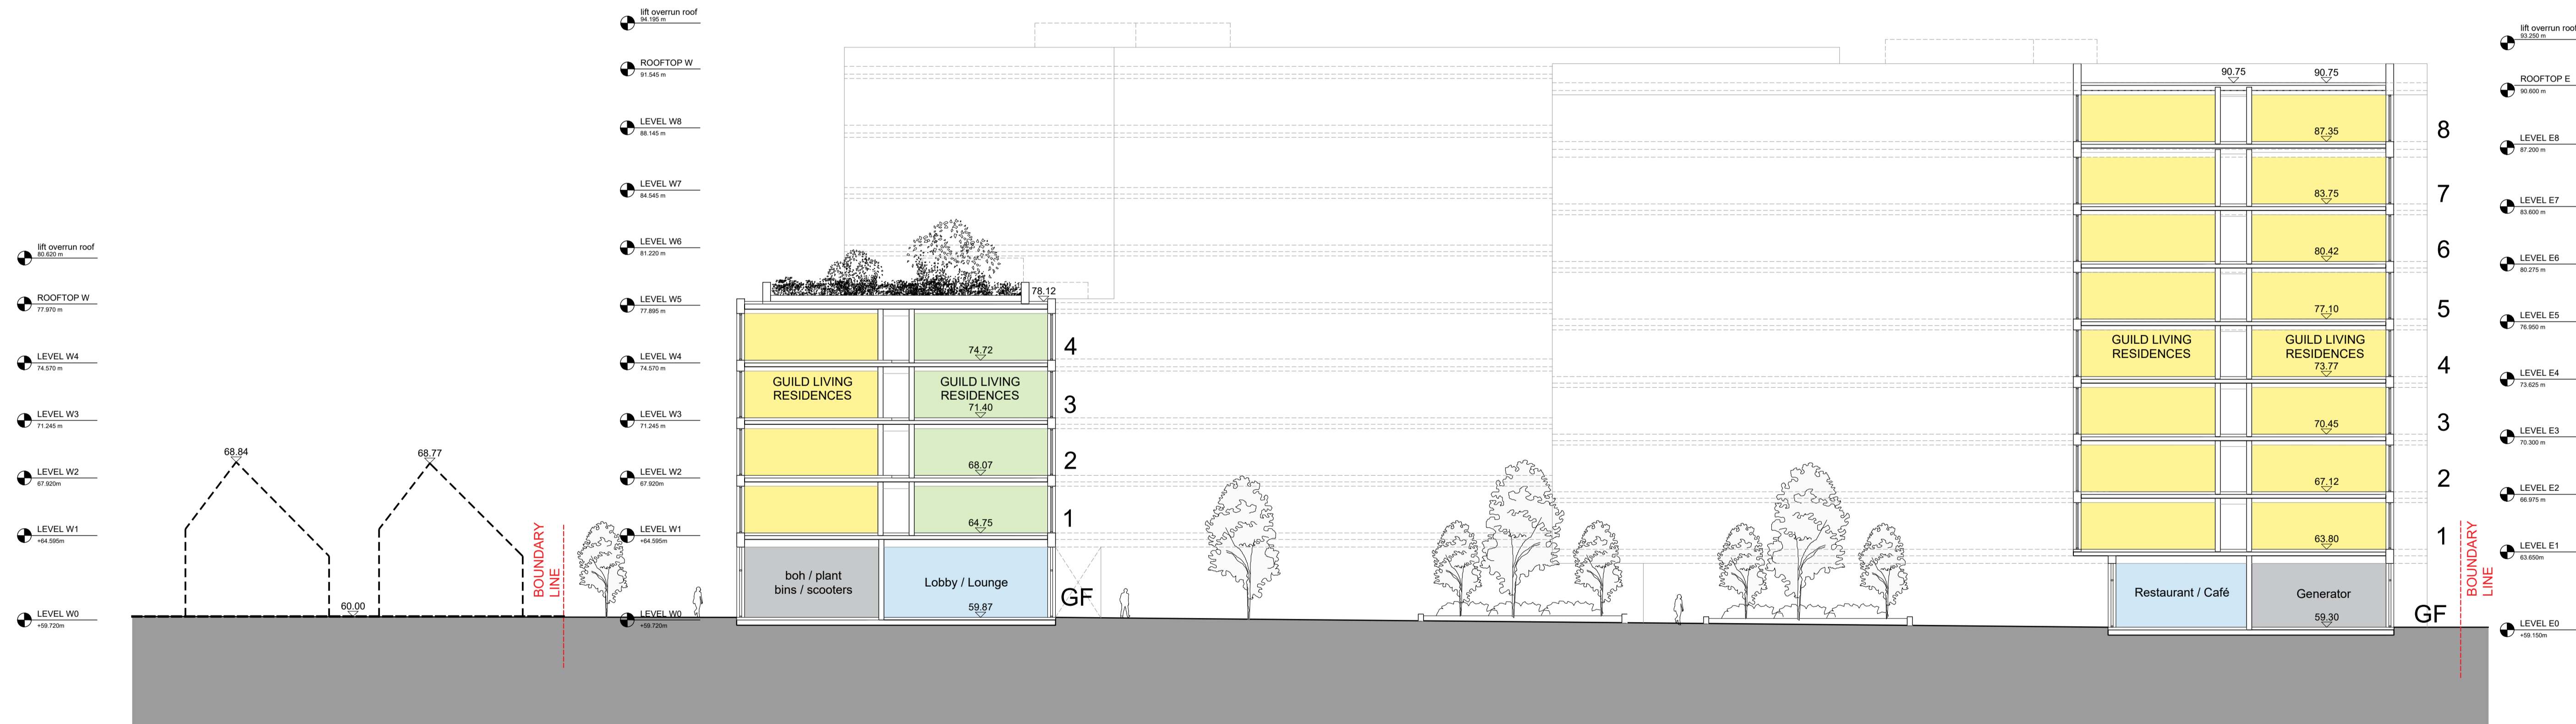 lift overrun roof
80.620 m
ROOFTOP W
77.970 m
LEVEL W4
74.570 m
LEVEL W3
71.245 m
LEVEL W2
67.920m
LEVEL W1
+64.595m
LEVEL W0
+59.720m
68.84
68.77
60.00
BOUNDARY
LINE
lift overrun roof
94.195 m
ROOFTOP W
91.545 m
LEVEL W8
88.145 m
LEVEL W7
84.545 m
LEVEL W6
81.220 m
LEVEL W5
77.895 m
LEVEL W4
74.570 m
LEVEL W3
71.245 m
LEVEL W2
67.920m
LEVEL W1
+64.595m
LEVEL W0
+59.720m
78.12
74.72
4
GUILD LIVING
RESIDENCES
GUILD LIVING
RESIDENCES
71.40
3
68.07
2
64.75
1
boh / plant
bins / scooters
Lobby / Lounge
59.87
GF
90.75
90.75
87.35
8
83.75
7
80.42
6
77.10
5
GUILD LIVING
RESIDENCES
GUILD LIVING
RESIDENCES
73.77
4
70.45
3
67.12
2
63.80
1
Restaurant / Café
Generator
59.30
GF
BOUNDARY
LINE
lift overrun roof
93.250 m
ROOFTOP E
90.600 m
LEVEL E8
87.200 m
LEVEL E7
83.600 m
LEVEL E6
80.275 m
LEVEL E5
76.950 m
LEVEL E4
73.625 m
LEVEL E3
70.300 m
LEVEL E2
66.975 m
LEVEL E1
63.650m
LEVEL E0
+59.150m